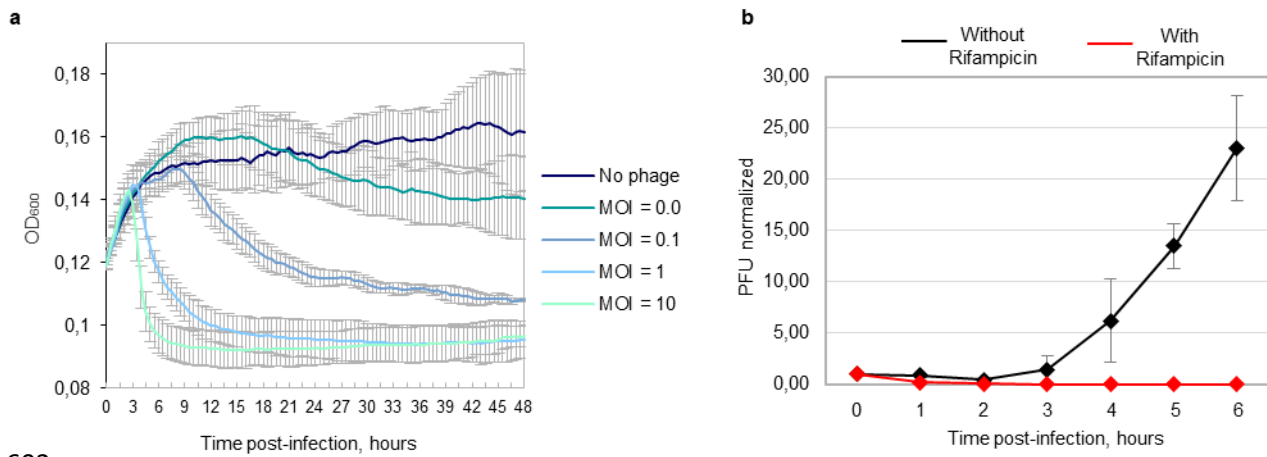 a
OD600
0,18
0,16
0,14
0,12
0,1
0,08
0 3 6 9 12 15 18 21 24 27 30 33 36 39 42 45 48
Time post-infection, hours
No phage
MOI = 0.0
MOI = 0.1
MOI = 1
MOI = 10
b
Without
Rifampicin
With
Rifampicin
PFU normalized
30,00
25,00
20,00
15,00
10,00
5,00
0,00
0 1 2 3 4 5 6
Time post-infection, hours